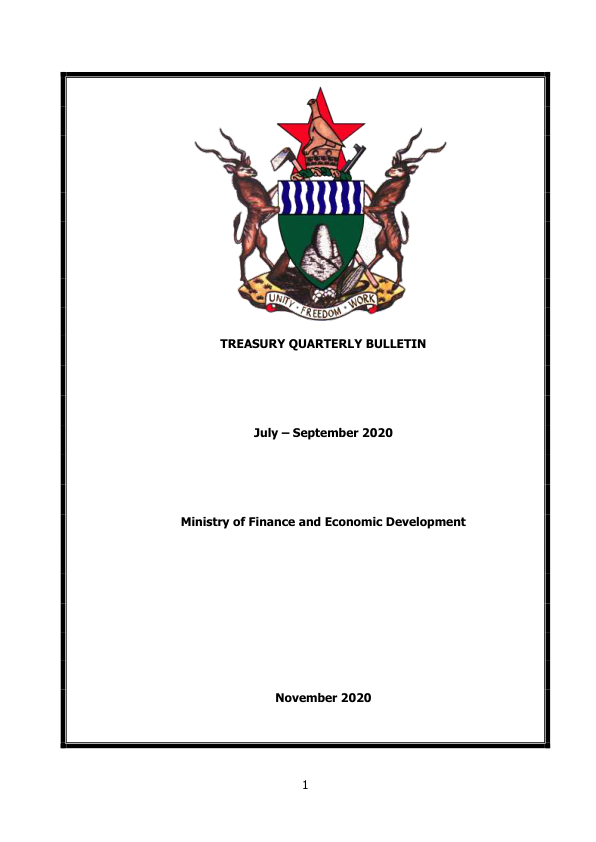 UNITY · FREEDOM · WORK
TREASURY QUARTERLY BULLETIN
July – September 2020
Ministry of Finance and Economic Development
November 2020
1